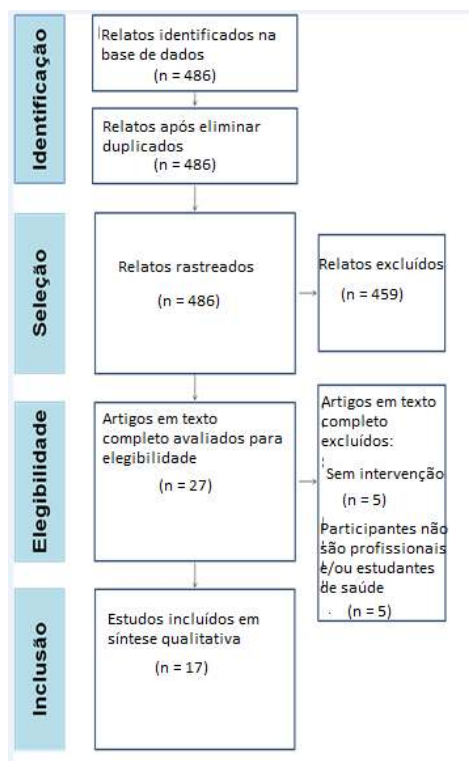 Identificação
Relatos identificados na
base de dados
(n = 486)
Relatos após eliminar
duplicados
(n = 486)
Seleção
Relatos rastreados
(n = 486)
Relatos excluídos
(n = 459)
Elegibilidade
Artigos em texto
completo avaliados para
elegibilidade
(n = 27)
Artigos em texto
completo
excluídos:
Sem intervenção
(n = 5)
Participantes não
são profissionais
e/ou estudantes
de saúde
(n = 5)
Inclusão
Estudos incluídos em
síntese qualitativa
(n = 17)